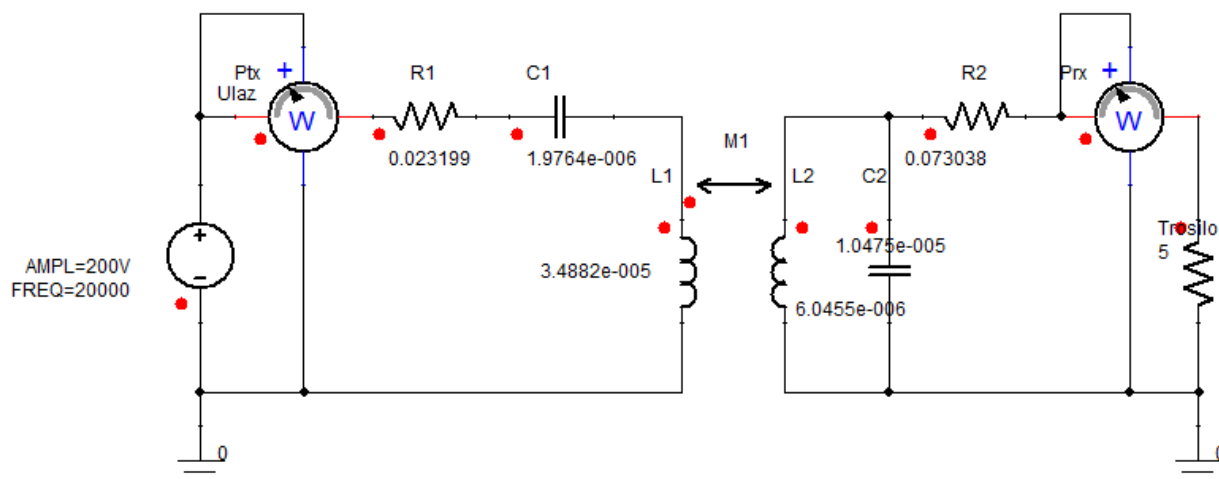 Ptx
Ulaz
+
W
R1
0.023199
C1
1.9764e-006
L1
3.4882e-005
M1
L2
6.0455e-006
C2
1.0475e-005
R2
0.073038
Prx
+
W
Trosilo
5
+
−
AMPL=200V
FREQ=20000
0
0